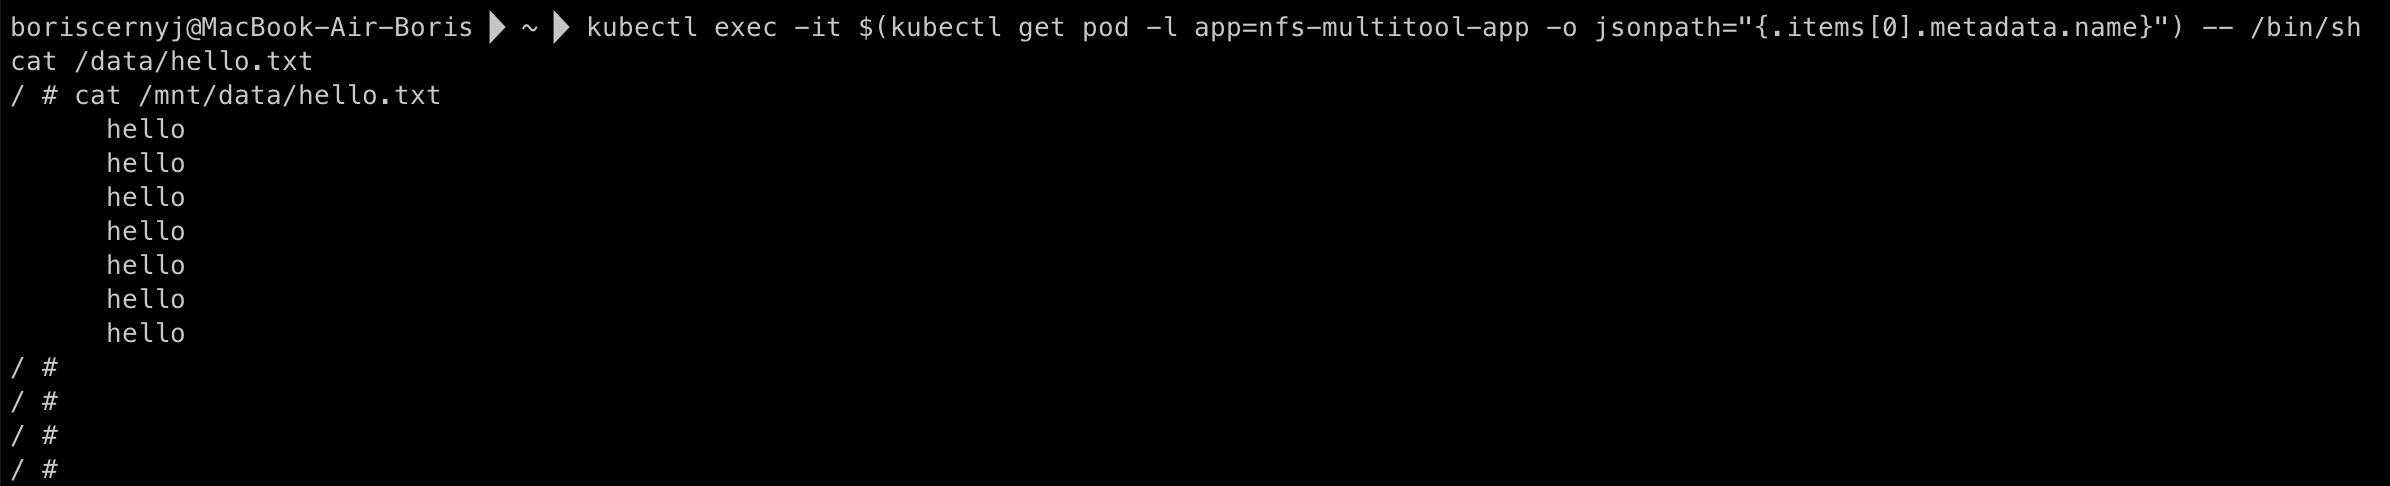 boriscernyj@MacBook-Air-Boris ~ kubectl exec -it $(kubectl get pod -l app=nfs-multitool-app -o jsonpath="{.items[0].metadata.name}") -- /bin/sh
cat /data/hello.txt
/ # cat /mnt/data/hello.txt
      hello
      hello
      hello
      hello
      hello
      hello
      hello
/ #
/ #
/ #
/ #